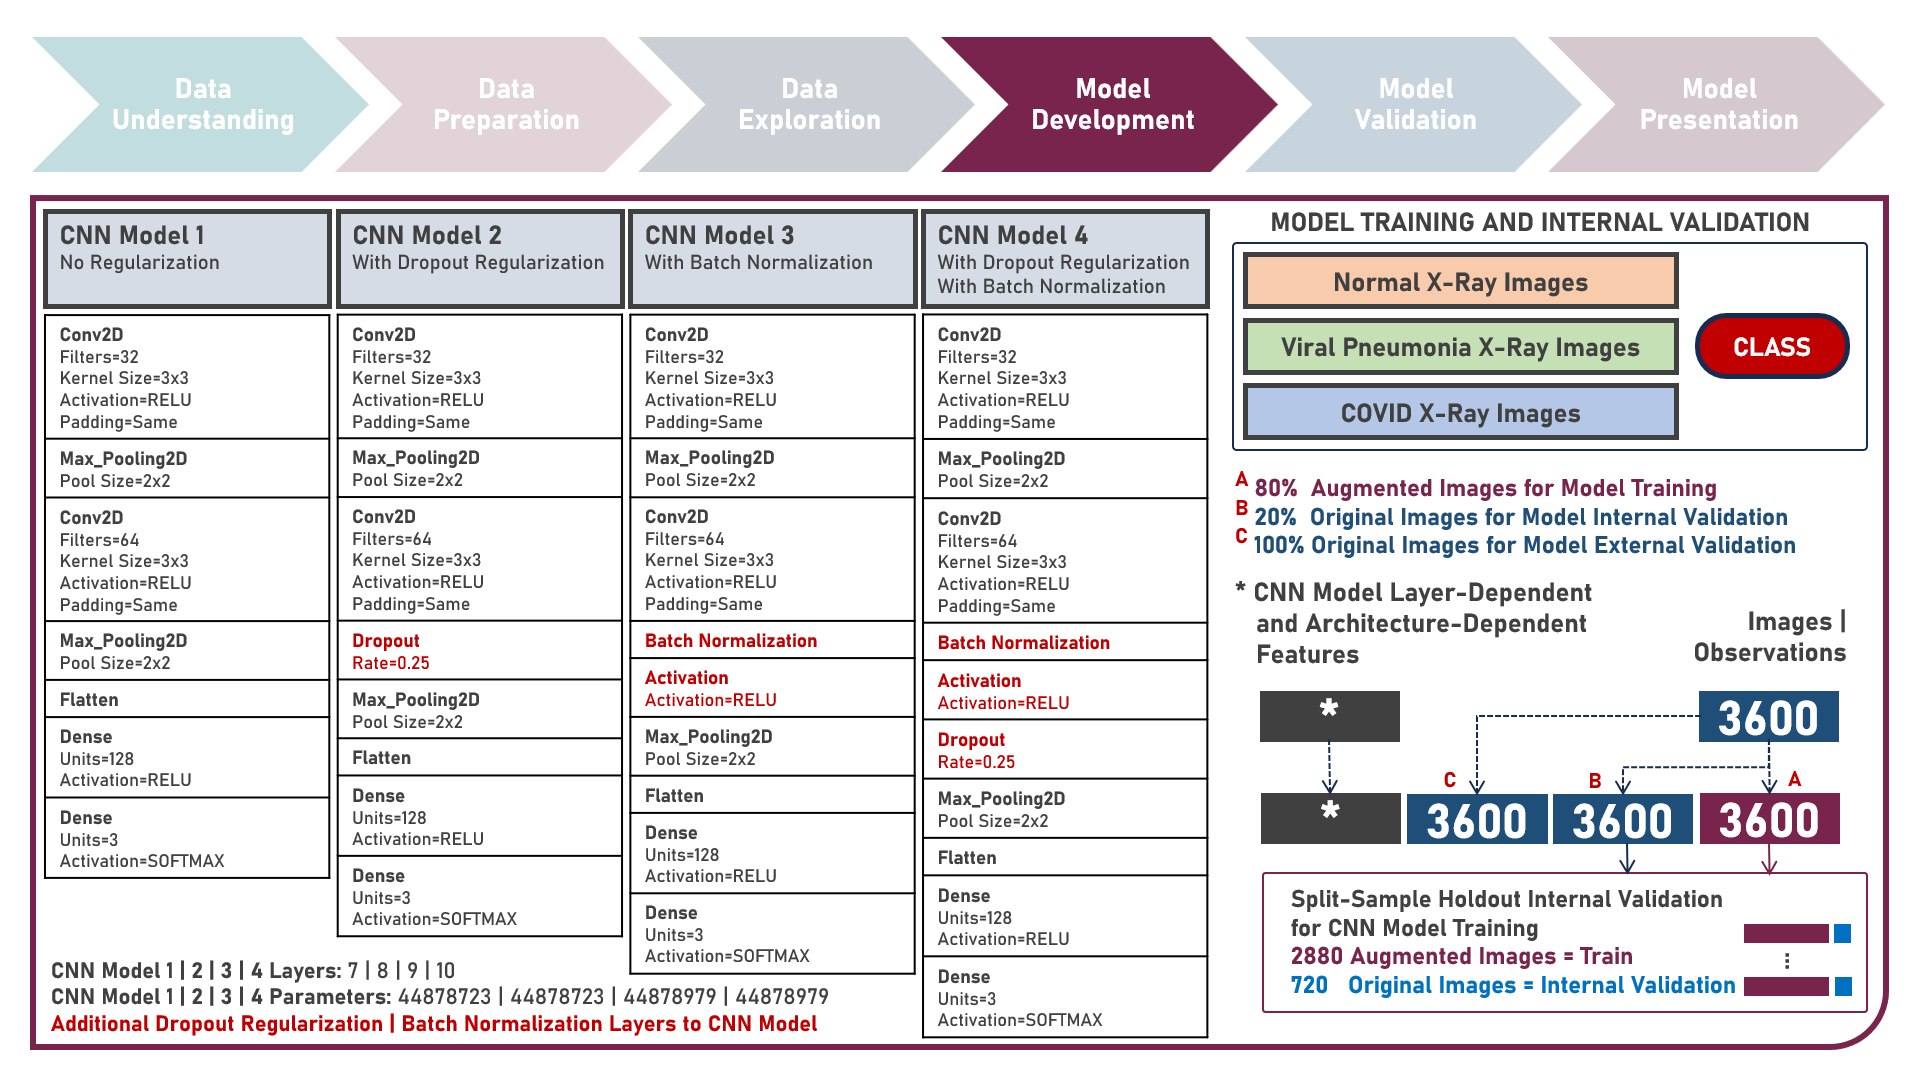 Data
Understanding
Data
Preparation
Data
Exploration
Model
Development
Model
Validation
Model
Presentation
CNN Model 1
No Regularization
Conv2D
Filters=32
Kernel Size=3x3
Activation=RELU
Padding=Same
Max_Pooling2D
Pool Size=2x2
Conv2D
Filters=64
Kernel Size=3x3
Activation=RELU
Padding=Same
Max_Pooling2D
Pool Size=2x2
Flatten
Dense
Units=128
Activation=RELU
Dense
Units=3
Activation=SOFTMAX
CNN Model 2
With Dropout Regularization
Conv2D
Filters=32
Kernel Size=3x3
Activation=RELU
Padding=Same
Max_Pooling2D
Pool Size=2x2
Conv2D
Filters=64
Kernel Size=3x3
Activation=RELU
Padding=Same
Dropout
Rate=0.25
Max_Pooling2D
Pool Size=2x2
Flatten
Dense
Units=128
Activation=RELU
Dense
Units=3
Activation=SOFTMAX
CNN Model 3
With Batch Normalization
Conv2D
Filters=32
Kernel Size=3x3
Activation=RELU
Padding=Same
Max_Pooling2D
Pool Size=2x2
Conv2D
Filters=64
Kernel Size=3x3
Activation=RELU
Padding=Same
Batch Normalization
Activation
Activation=RELU
Max_Pooling2D
Pool Size=2x2
Flatten
Dense
Units=128
Activation=RELU
Dense
Units=3
Activation=SOFTMAX
CNN Model 4
With Dropout Regularization
With Batch Normalization
Conv2D
Filters=32
Kernel Size=3x3
Activation=RELU
Padding=Same
Max_Pooling2D
Pool Size=2x2
Conv2D
Filters=64
Kernel Size=3x3
Activation=RELU
Padding=Same
Batch Normalization
Activation
Activation=RELU
Dropout
Rate=0.25
Max_Pooling2D
Pool Size=2x2
Flatten
Dense
Units=128
Activation=RELU
Dense
Units=3
Activation=SOFTMAX
CNN Model 1 | 2 | 3 | 4 Layers: 7 | 8 | 9 | 10
CNN Model 1 | 2 | 3 | 4 Parameters: 44878723 | 44878723 | 44878979 | 44878979
Additional Dropout Regularization | Batch Normalization Layers to CNN Model
MODEL TRAINING AND INTERNAL VALIDATION
Normal X-Ray Images
Viral Pneumonia X-Ray Images
COVID X-Ray Images
CLASS
A 80% Augmented Images for Model Training
B 20% Original Images for Model Internal Validation
C 100% Original Images for Model External Validation
* CNN Model Layer-Dependent
and Architecture-Dependent
Features
Images |
Observations
* 3600
C B A
* 3600 3600 3600
Split-Sample Holdout Internal Validation
for CNN Model Training
2880 Augmented Images = Train
720 Original Images = Internal Validation